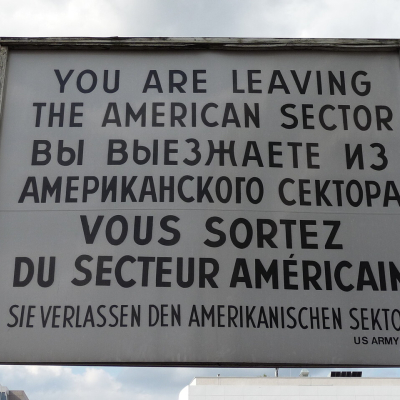 YOU ARE LEAVING
THE AMERICAN SECTOR
ВЫ ВЫЕЗЖАЕТЕ ИЗ
АМЕРИКАНСКОГО СЕКТОРА
VOUS SORTEZ
DU SECTEUR AMÉRICAIN
SIE VERLASSEN DEN AMERIKANISCHEN SEKTO
US ARMY